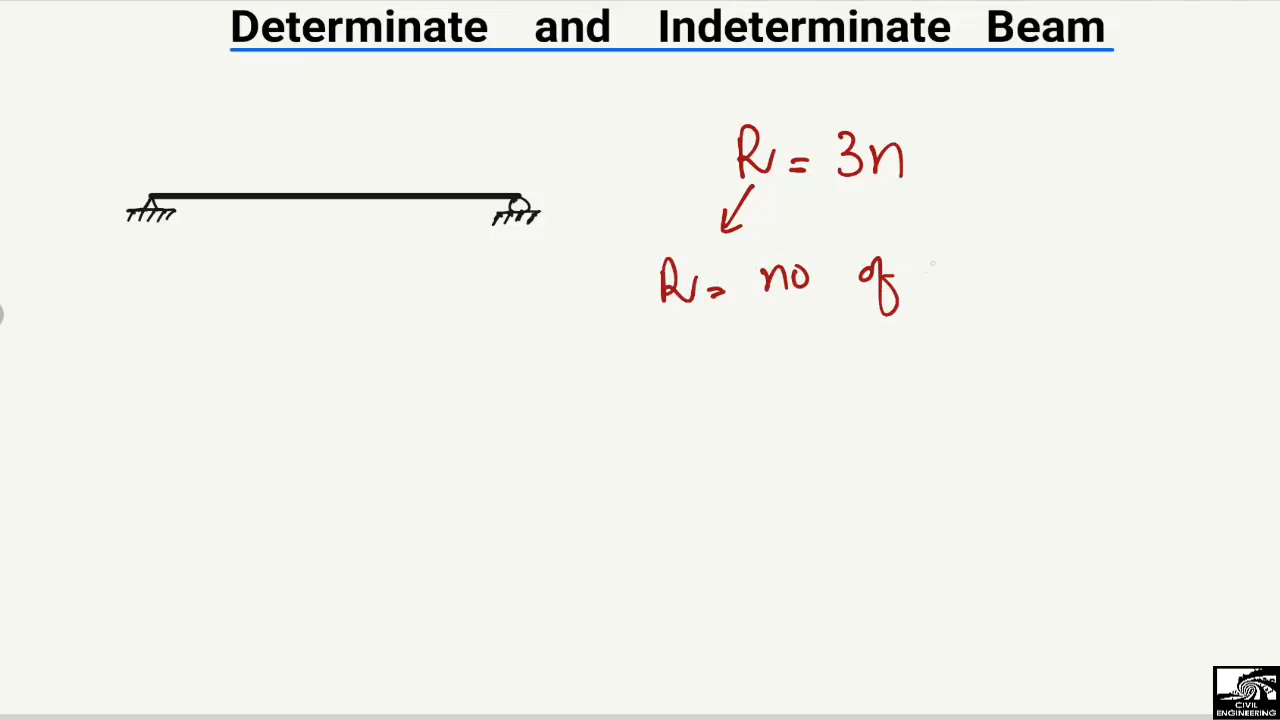 Determinate and Indeterminate Beam
R = 3n
R = no of
CIVIL
ENGINEERING